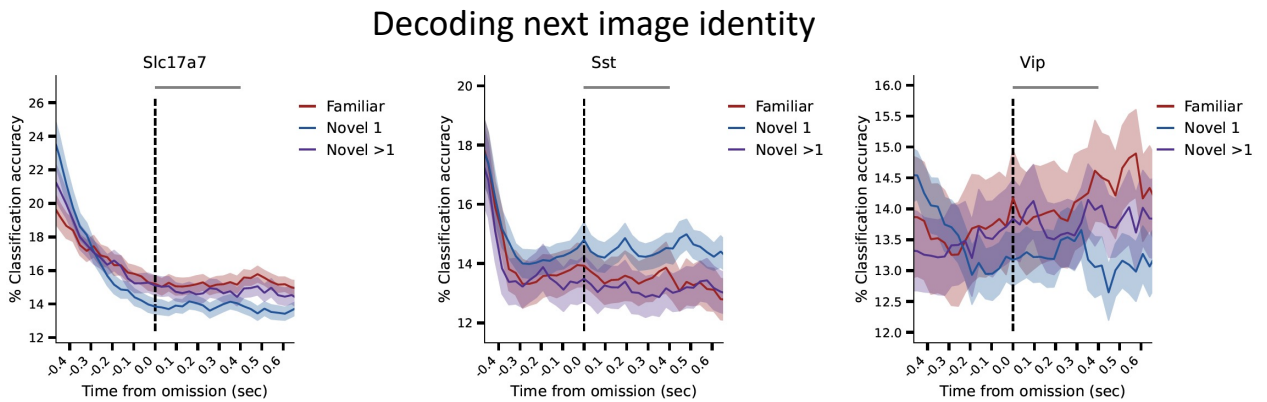 Decoding next image identity
Slc17a7
% Classification accuracy
26
24
22
20
18
16
14
12
-0.4 -0.3 -0.2 -0.1 0.0 0.1 0.2 0.3 0.4 0.5 0.6
Time from omission (sec)
Familiar
Novel 1
Novel >1
Sst
% Classification accuracy
20
18
16
14
12
-0.4 -0.3 -0.2 -0.1 0.0 0.1 0.2 0.3 0.4 0.5 0.6
Time from omission (sec)
Familiar
Novel 1
Novel >1
Vip
% Classification accuracy
16.0
15.5
15.0
14.5
14.0
13.5
13.0
12.5
12.0
-0.4 -0.3 -0.2 -0.1 0.0 0.1 0.2 0.3 0.4 0.5 0.6
Time from omission (sec)
Familiar
Novel 1
Novel >1